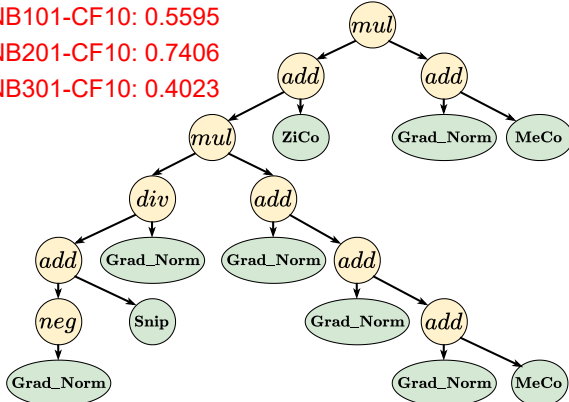 NB101-CF10: 0.5595
mul
NB201-CF10: 0.7406
add
add
NB301-CF10: 0.4023
mul
ZiCo
Grad_Norm
MeCo
div
add
add
Grad_Norm
Grad_Norm
add
neg
Snip
Grad_Norm
add
Grad_Norm
Grad_Norm
MeCo